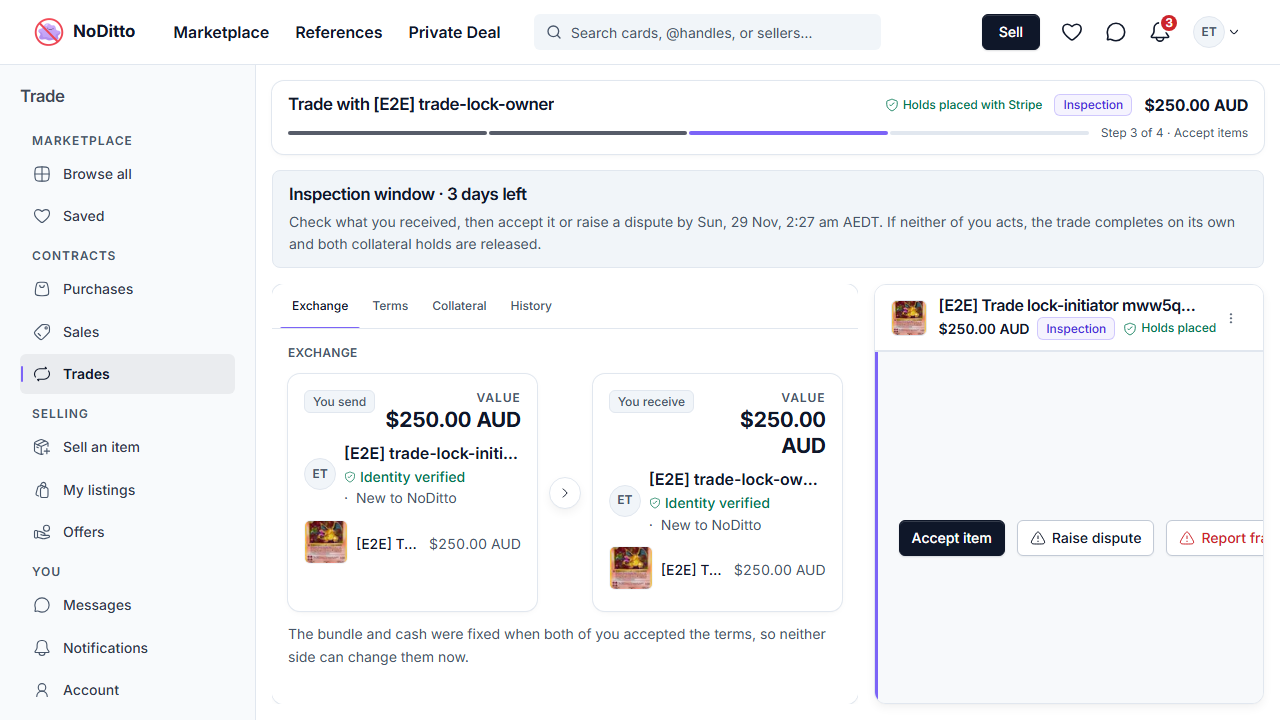 NoDitto
Marketplace
References
Private Deal
Search cards, @handles, or sellers...
Sell
3
ET
Trade
MARKETPLACE
Browse all
Saved
CONTRACTS
Purchases
Sales
Trades
SELLING
Sell an item
My listings
Offers
YOU
Messages
Notifications
Account
Trade with [E2E] trade-lock-owner
Holds placed with Stripe
Inspection
$250.00 AUD
Step 3 of 4 · Accept items
Inspection window · 3 days left
Check what you received, then accept it or raise a dispute by Sun, 29 Nov, 2:27 am AEDT. If neither of you acts, the trade completes on its own
and both collateral holds are released.
Exchange
Terms
Collateral
History
EXCHANGE
You send
VALUE
$250.00 AUD
ET
[E2E] trade-lock-initi...
Identity verified
· New to NoDitto
[E2E] T...
$250.00 AUD
You receive
VALUE
$250.00
AUD
ET
[E2E] trade-lock-ow...
Identity verified
· New to NoDitto
[E2E] T...
$250.00 AUD
The bundle and cash were fixed when both of you accepted the terms, so neither
side can change them now.
[E2E] Trade lock-initiator mww5q...
$250.00 AUD
Inspection
Holds placed
Accept item
Raise dispute
Report fra